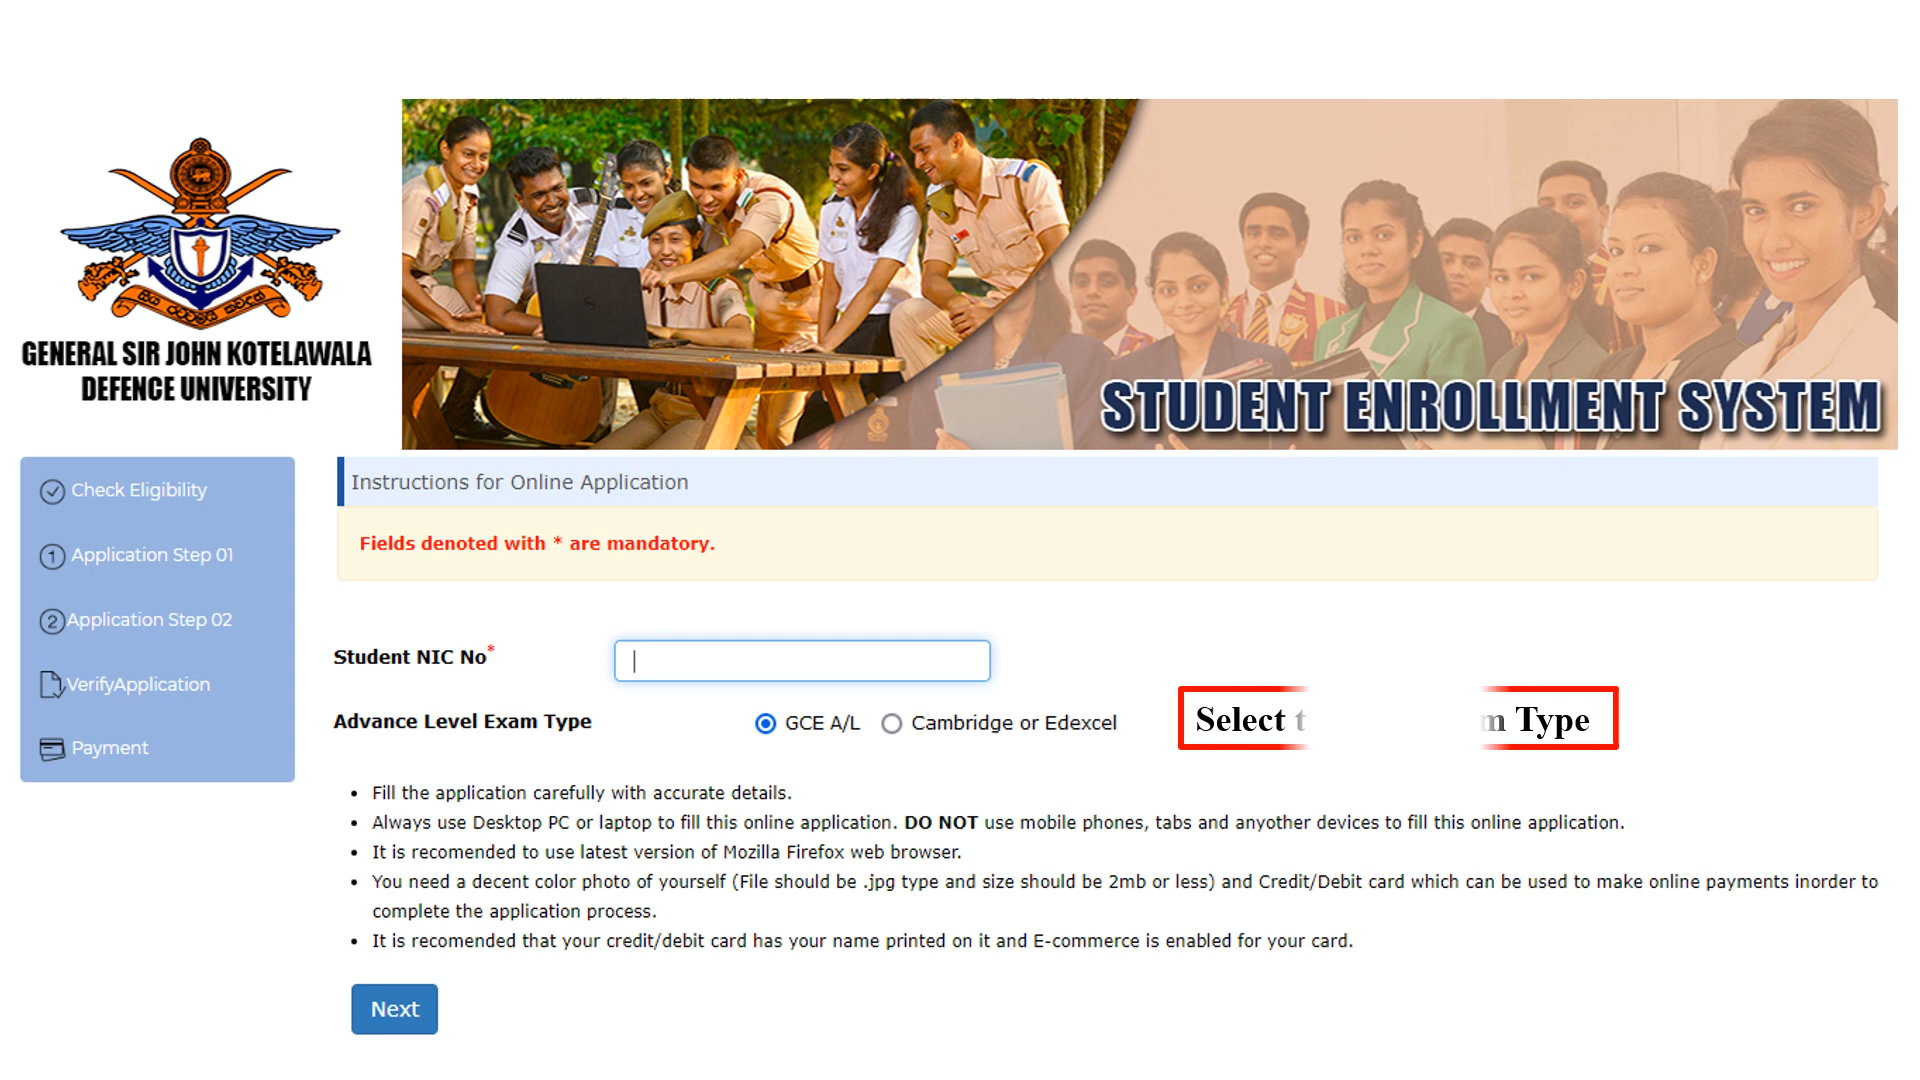 GENERAL SIR JOHN KOTELAWALA
DEFENCE UNIVERSITY
STUDENT ENROLLMENT SYSTEM
Check Eligibility
1 Application Step 01
2 Application Step 02
VerifyApplication
Payment
Instructions for Online Application
Fields denoted with * are mandatory.
Student NIC No*
Advance Level Exam Type
GCE A/L
Cambridge or Edexcel
Select
Type
• Fill the application carefully with accurate details.
• Always use Desktop PC or laptop to fill this online application. DO NOT use mobile phones, tabs and anyother devices to fill this online application.
• It is recomended to use latest version of Mozilla Firefox web browser.
• You need a decent color photo of yourself (File should be .jpg type and size should be 2mb or less) and Credit/Debit card which can be used to make online payments inorder to
complete the application process.
• It is recomended that your credit/debit card has your name printed on it and E-commerce is enabled for your card.
Next